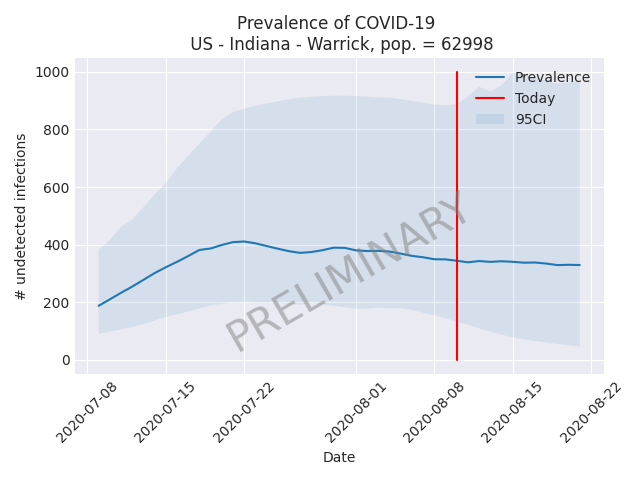 Prevalence of COVID-19
US - Indiana - Warrick, pop. = 62998
1000
800
600
400
200
0
# undetected infections
Prevalence
Today
95CI
PRELIMINARY
2020-07-08
2020-07-15
2020-07-22
2020-08-01
2020-08-08
2020-08-15
2020-08-22
Date